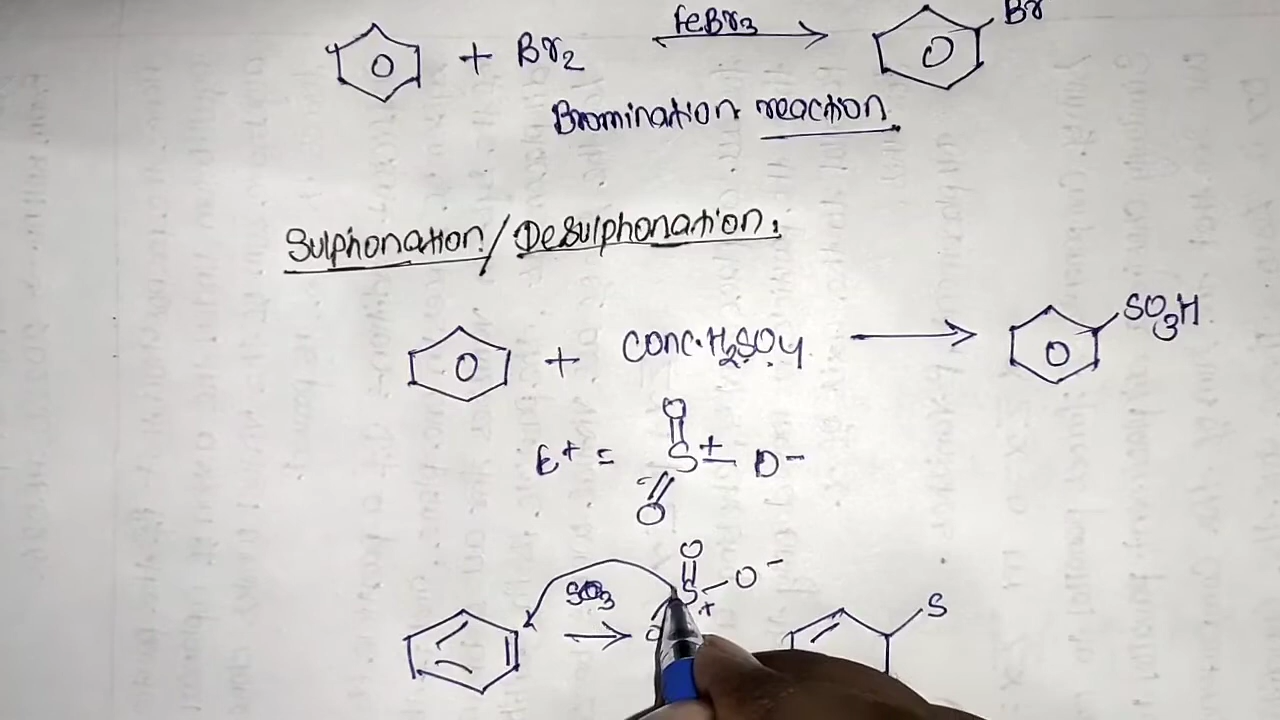 + Br2 FeBr3 Br
Bromination reaction
Sulphonation/Desulphonation.
+ Conc. H2SO4 SO3H
O
E+ = S+ — O-
O
O
SO3 S + O-
O
S